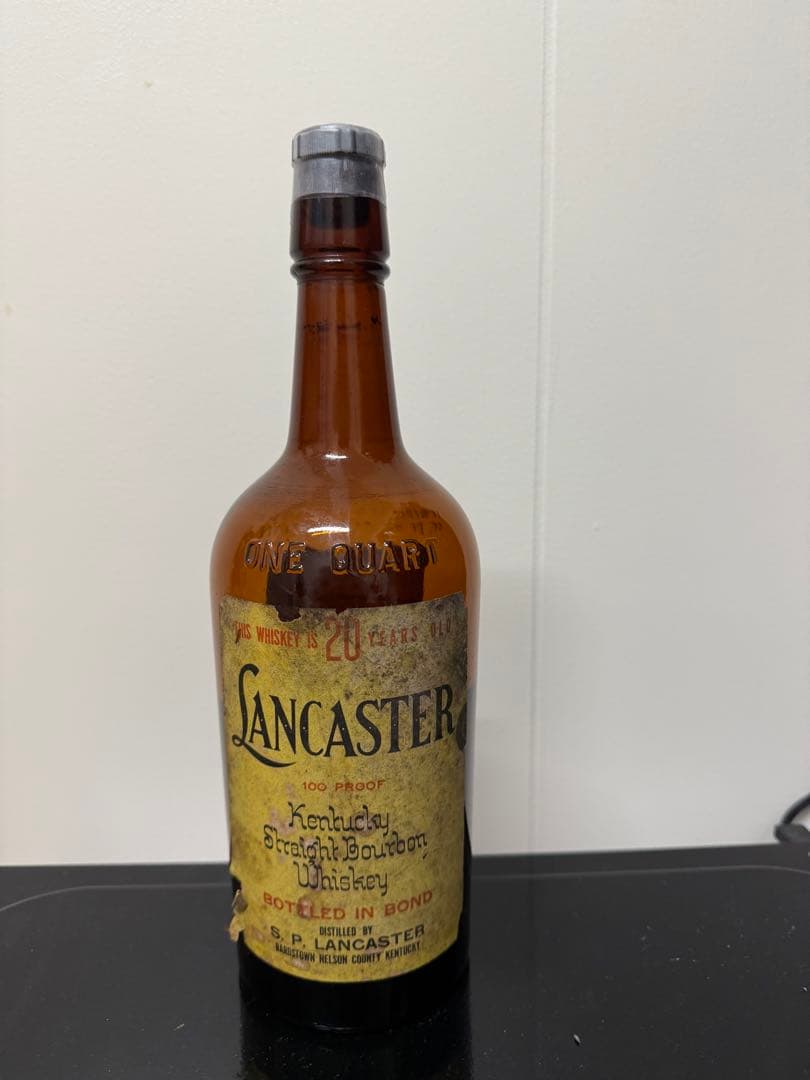 ONE QUART
THIS WHISKEY IS 20 YEARS OLD
LANCASTER
100 PROOF
Kentucky
Straight Bourbon
Whiskey
BOTTLED IN BOND
DISTILLED BY
S. P. LANCASTER
BARDSTOWN NELSON COUNTY KENTUCKY